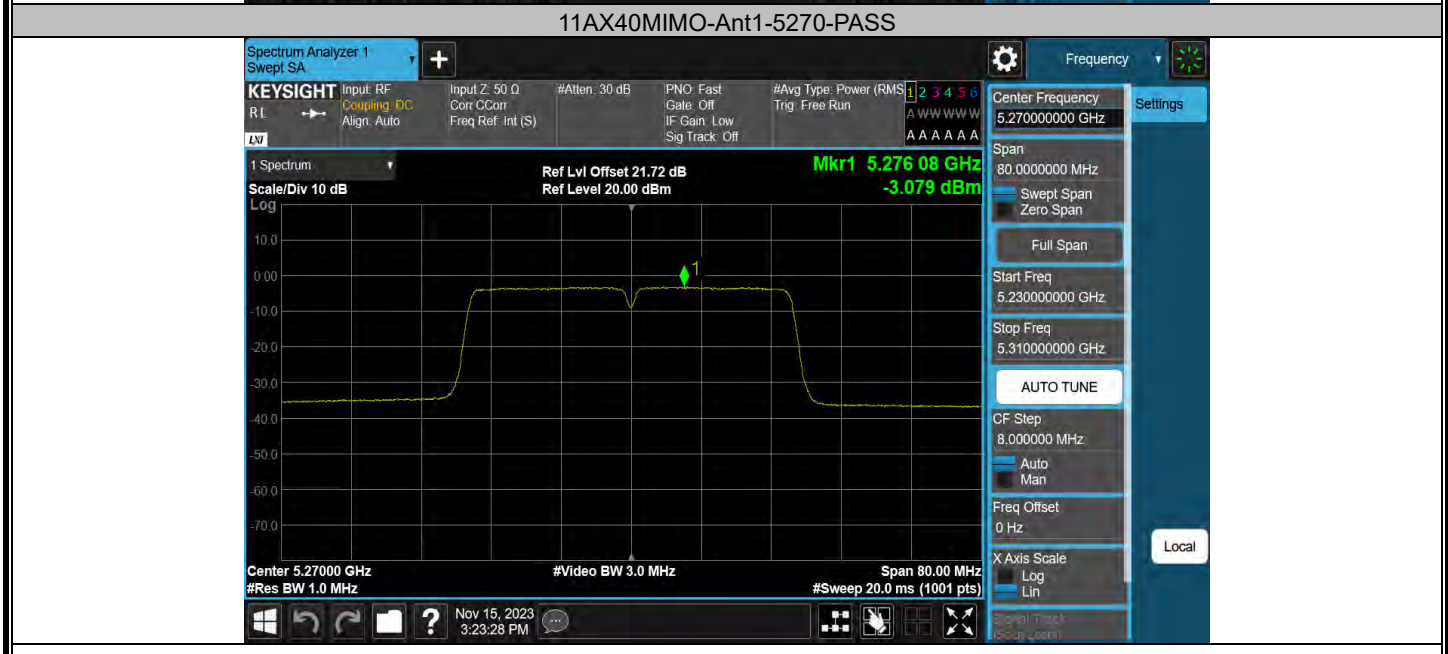 11AX40MIMO-Ant1-5270-PASS
Spectrum Analyzer 1
Swept SA
+
Frequency
KEYSIGHT
RL
LXI
Input: RF
Coupling: DC
Align: Auto
Input Z: 50 Ω
Corr CCorr
Freq Ref: Int (S)
#Atten: 30 dB
PNO: Fast
Gate: Off
IF Gain: Low
Sig Track: Off
#Avg Type: Power (RMS
Trig: Free Run
1 2 3 4 5 6
A W W W W W
A A A A A A
Center Frequency
5.270000000 GHz
Settings
1 Spectrum
Scale/Div 10 dB
Log
Ref Lvl Offset 21.72 dB
Ref Level 20.00 dBm
Mkr1 5.276 08 GHz
-3.079 dBm
Span
80.0000000 MHz
Swept Span
Zero Span
Full Span
Start Freq
5.230000000 GHz
Stop Freq
5.310000000 GHz
AUTO TUNE
CF Step
8.000000 MHz
Auto
Man
Freq Offset
0 Hz
X Axis Scale
Log
Lin
Local
10.0
0.00
-10.0
-20.0
-30.0
-40.0
-50.0
-60.0
-70.0
1
Center 5.27000 GHz
#Res BW 1.0 MHz
#Video BW 3.0 MHz
Span 80.00 MHz
#Sweep 20.0 ms (1001 pts)
?
Nov 15, 2023
3:23:28 PM
Signal Track